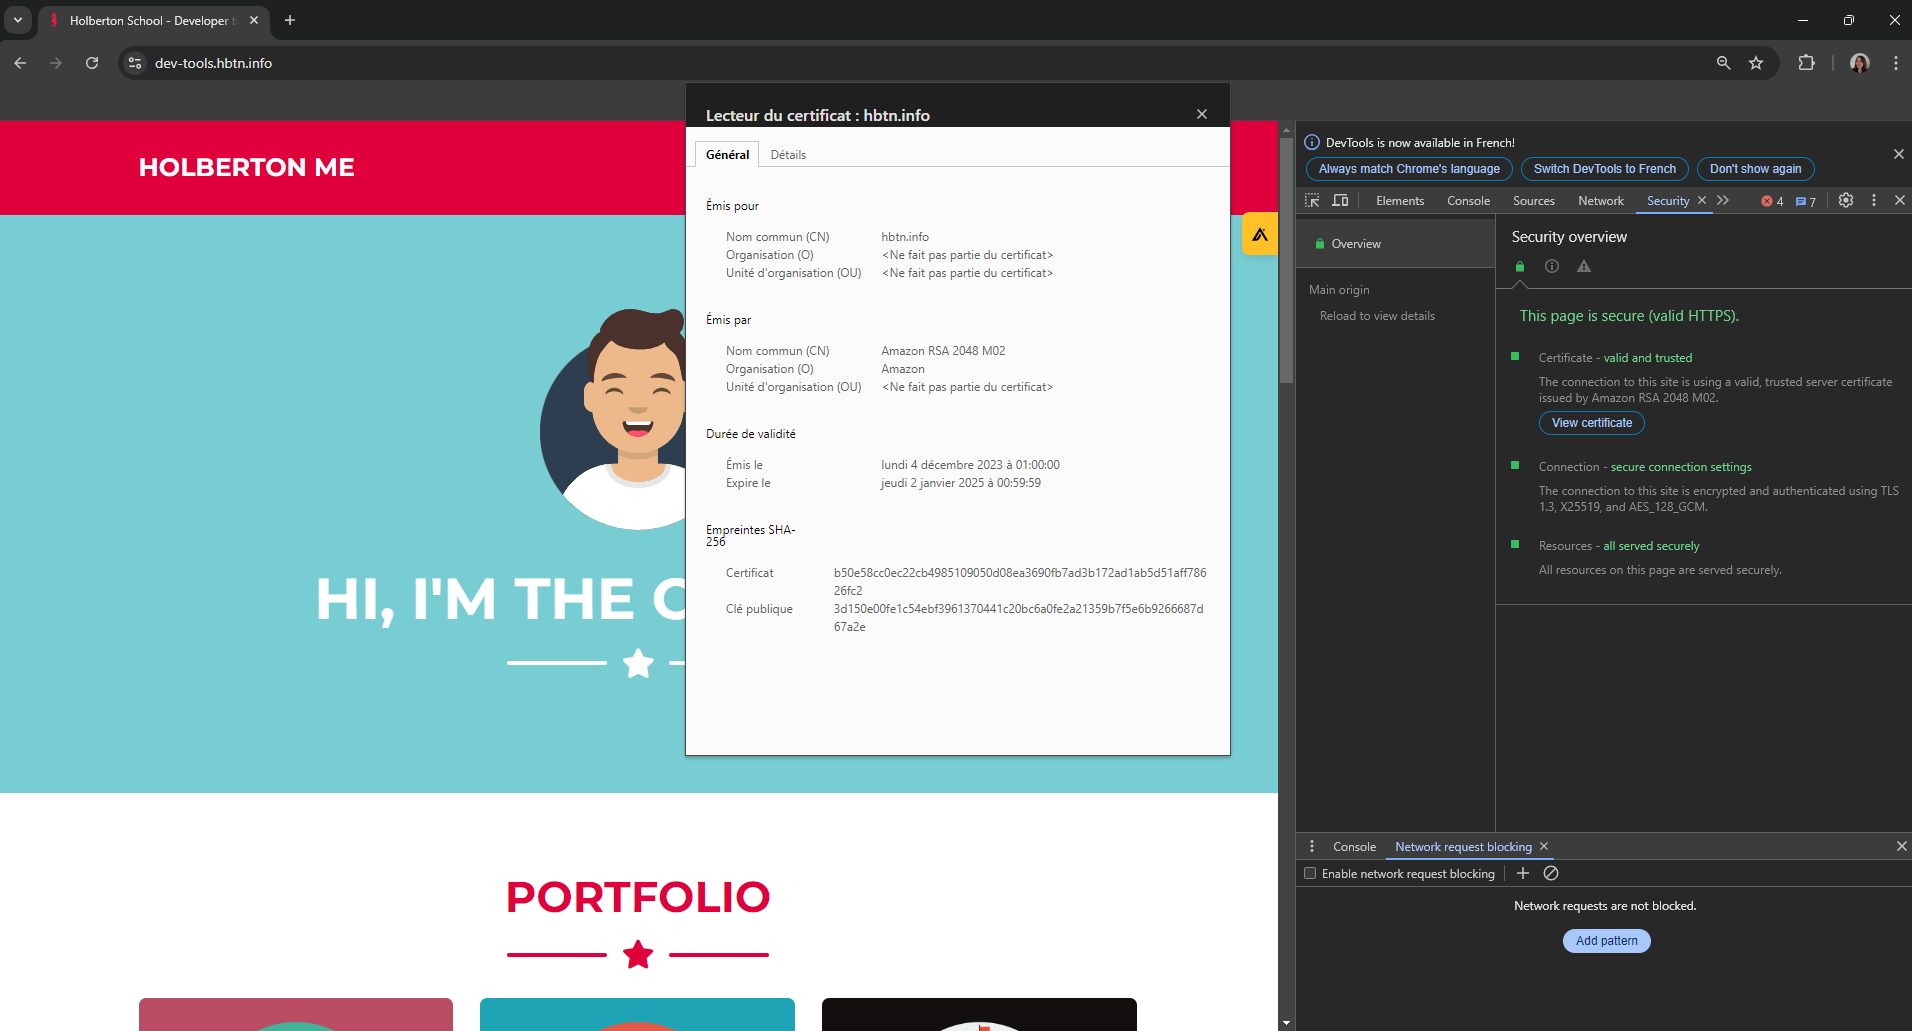 Holberton School - Developer t
dev-tools.hbtn.info
HOLBERTON ME
HI, I'M THE C
PORTFOLIO
Lecteur du certificat : hbtn.info
Général Détails
Émis pour
Nom commun (CN) hbtn.info
Organisation (O) <Ne fait pas partie du certificat>
Unité d'organisation (OU) <Ne fait pas partie du certificat>
Émis par
Nom commun (CN) Amazon RSA 2048 M02
Organisation (O) Amazon
Unité d'organisation (OU) <Ne fait pas partie du certificat>
Durée de validité
Émis le lundi 4 décembre 2023 à 01:00:00
Expire le jeudi 2 janvier 2025 à 00:59:59
Empreintes SHA-
256
Certificat b50e58cc0ec22cb4985109050d08ea3690fb7ad3b172ad1ab5d51aff786
26fc2
Clé publique 3d150e00fe1c54ebf3961370441c20bc6a0fe2a21359b7f5e6b9266687d
67a2e
DevTools is now available in French!
Always match Chrome's language Switch DevTools to French Don't show again
Elements Console Sources Network Security 4 7
Overview
Main origin
Reload to view details
Security overview
This page is secure (valid HTTPS).
Certificate - valid and trusted
The connection to this site is using a valid, trusted server certificate
issued by Amazon RSA 2048 M02.
View certificate
Connection - secure connection settings
The connection to this site is encrypted and authenticated using TLS
1.3, X25519, and AES_128_GCM.
Resources - all served securely
All resources on this page are served securely.
Console Network request blocking
Enable network request blocking
Network requests are not blocked.
Add pattern